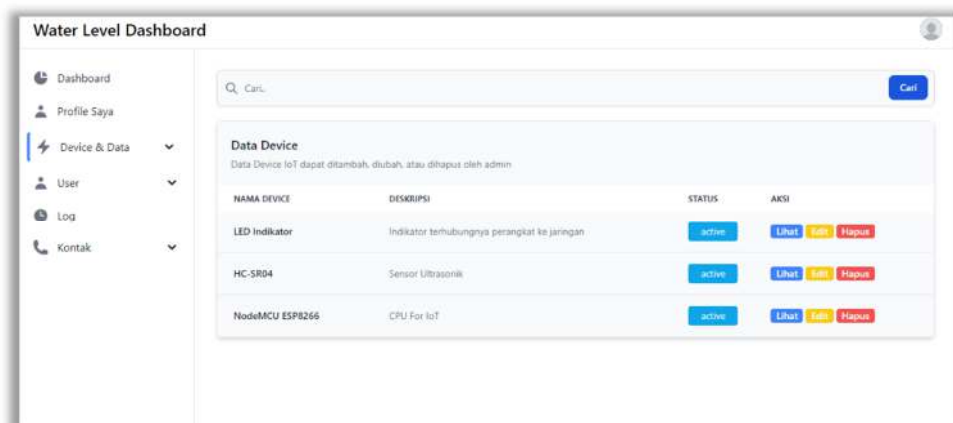 Water Level Dashboard
Dashboard
Profile Saya
Device & Data
User
Log
Kontak
Cari..
Cari
Data Device
Data Device IoT dapat ditambah, diubah, atau dihapus oleh admin
NAMA DEVICE DESKRIPSI STATUS AKSI
LED Indikator Indikator terhubungnya perangkat ke jaringan active Lihat Edit Hapus
HC-SR04 Sensor Ultrasonik active Lihat Edit Hapus
NodeMCU ESP8266 CPU For IoT active Lihat Edit Hapus